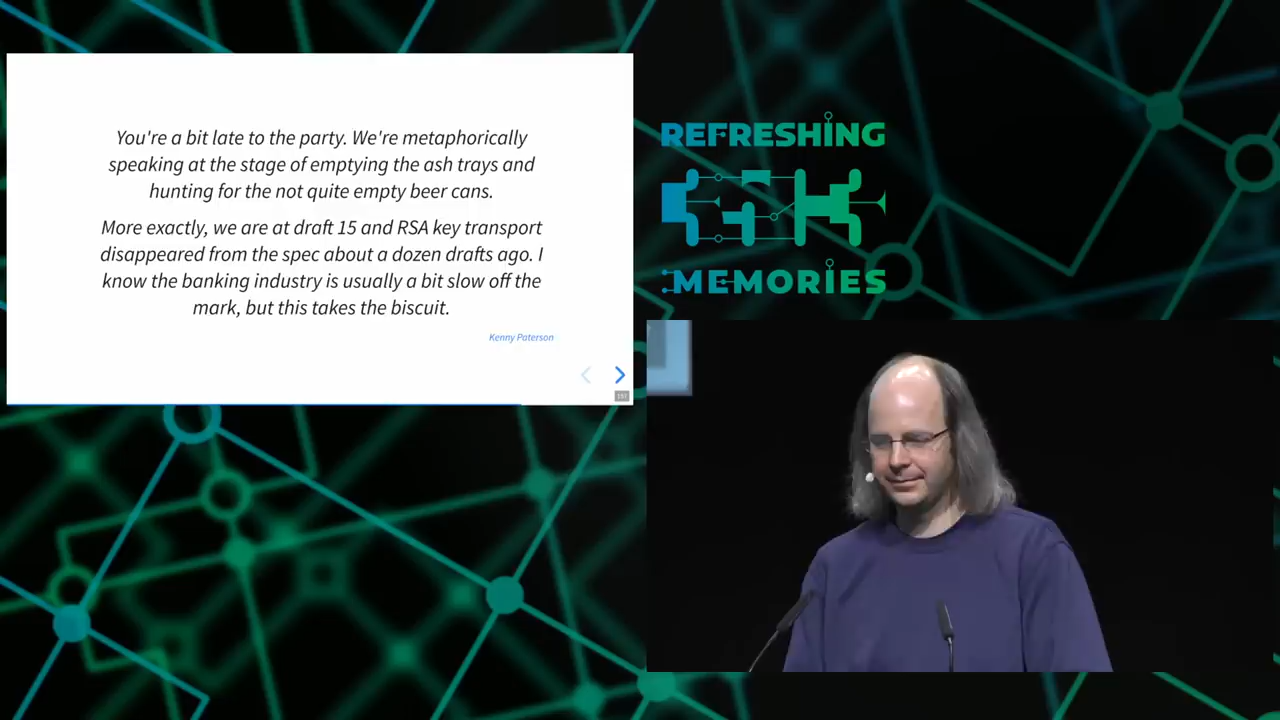 You're a bit late to the party. We're metaphorically
speaking at the stage of emptying the ash trays and
hunting for the not quite empty beer cans.
More exactly, we are at draft 15 and RSA key transport
disappeared from the spec about a dozen drafts ago. I
know the banking industry is usually a bit slow off the
mark, but this takes the biscuit.
Kenny Paterson
REFRESHING
MEMORIES